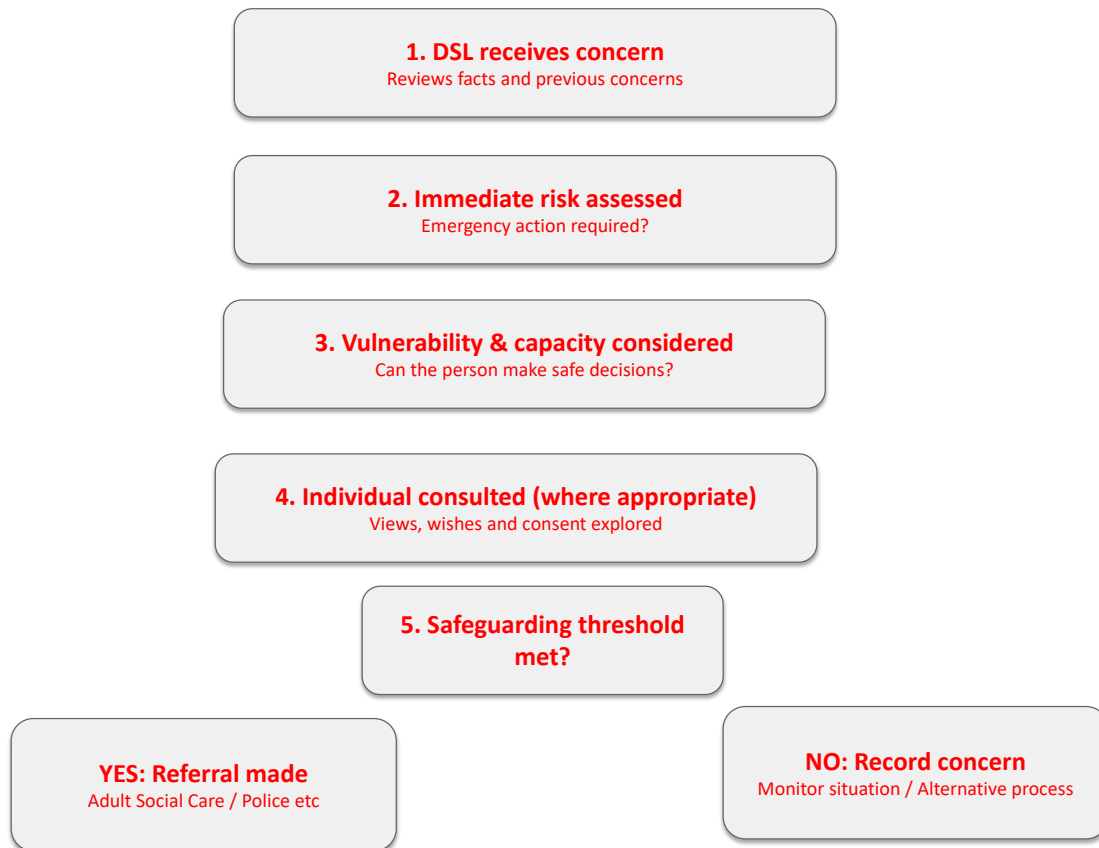 1. DSL receives concern
Reviews facts and previous concerns
2. Immediate risk assessed
Emergency action required?
3. Vulnerability & capacity considered
Can the person make safe decisions?
4. Individual consulted (where appropriate)
Views, wishes and consent explored
5. Safeguarding threshold
met?
YES: Referral made
Adult Social Care / Police etc
NO: Record concern
Monitor situation / Alternative process